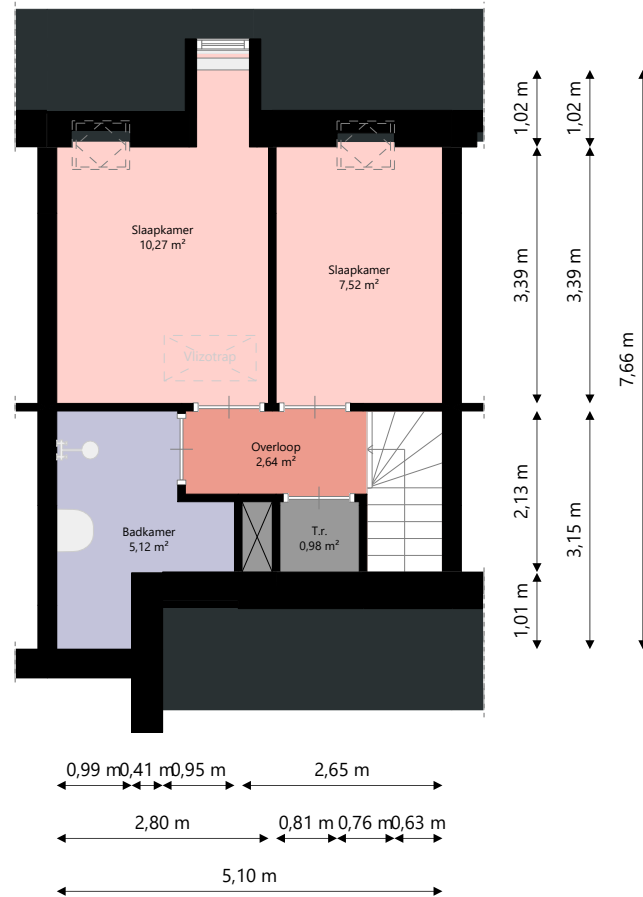 1,02 m
1,02 m
Slaapkamer
10,27 m²
Slaapkamer
7,52 m²
3,39 m
3,39 m
7,66 m
Vlizotrap
Overloop
2,64 m²
2,13 m
3,15 m
Badkamer
5,12 m²
T.r.
0,98 m²
1,01 m
0,99 m 0,41 m 0,95 m 2,65 m
2,80 m 0,81 m 0,76 m 0,63 m
5,10 m